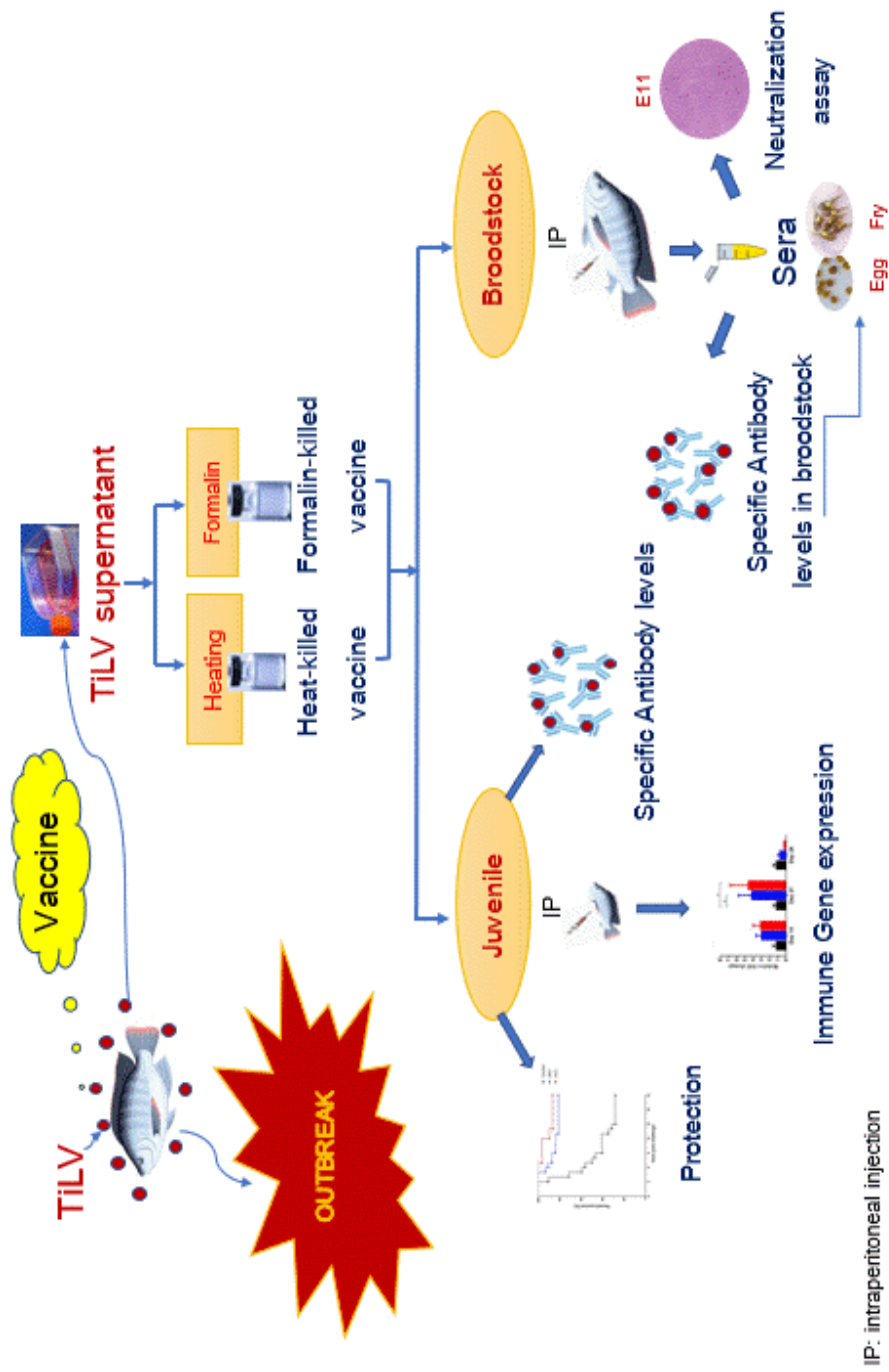 TiLV
Vaccine
OUTBREAK
TiLV supernatant
Heating
Formalin
Heat-killed
vaccine
Formalin-killed
vaccine
Juvenile
IP
Protection
Immune Gene expression
Specific Antibody levels
Broodstock
IP
Sera
Specific Antibody
levels in broodstock
Egg
Fry
E11
Neutralization
assay
IP: intraperitoneal injection